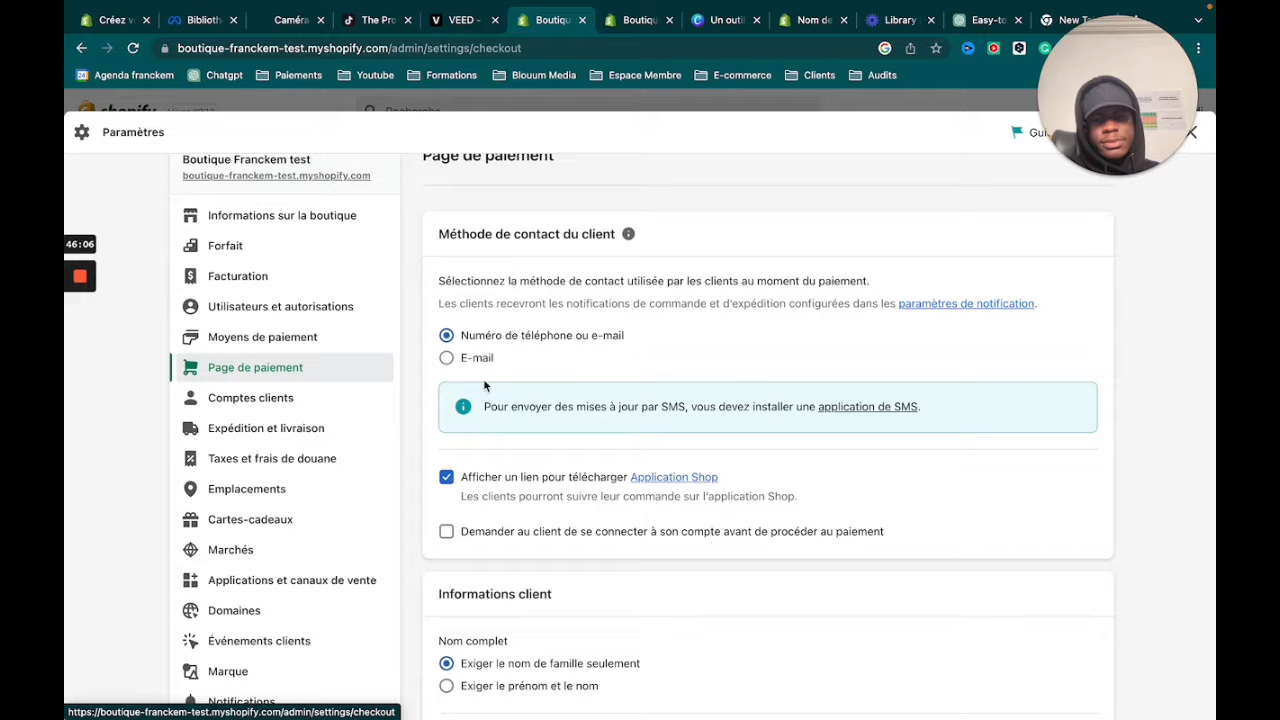 Créez v
Biblioth
Caméra
The Pro
VEED -
Boutiqu
Boutiqu
Un outi
Nom de
Library
Easy-to
New Ta
boutique-franckem-test.myshopify.com/admin/settings/checkout
Agenda franckem
Chatgpt
Paiements
Youtube
Formations
Blouum Media
Espace Membre
E-commerce
Clients
Audits
shopify
Recherche
Paramètres
Gui
Boutique Franckem test
boutique-franckem-test.myshopify.com
Informations sur la boutique
Forfait
Facturation
Utilisateurs et autorisations
Moyens de paiement
Page de paiement
Comptes clients
Expédition et livraison
Taxes et frais de douane
Emplacements
Cartes-cadeaux
Marchés
Applications et canaux de vente
Domaines
Événements clients
Marque
Notifications
https://boutique-franckem-test.myshopify.com/admin/settings/checkout
46:06
Page de paiement
Méthode de contact du client
Sélectionnez la méthode de contact utilisée par les clients au moment du paiement.
Les clients recevront les notifications de commande et d'expédition configurées dans les paramètres de notification.
Numéro de téléphone ou e-mail
E-mail
Pour envoyer des mises à jour par SMS, vous devez installer une application de SMS.
Afficher un lien pour télécharger Application Shop
Les clients pourront suivre leur commande sur l'application Shop.
Demander au client de se connecter à son compte avant de procéder au paiement
Informations client
Nom complet
Exiger le nom de famille seulement
Exiger le prénom et le nom